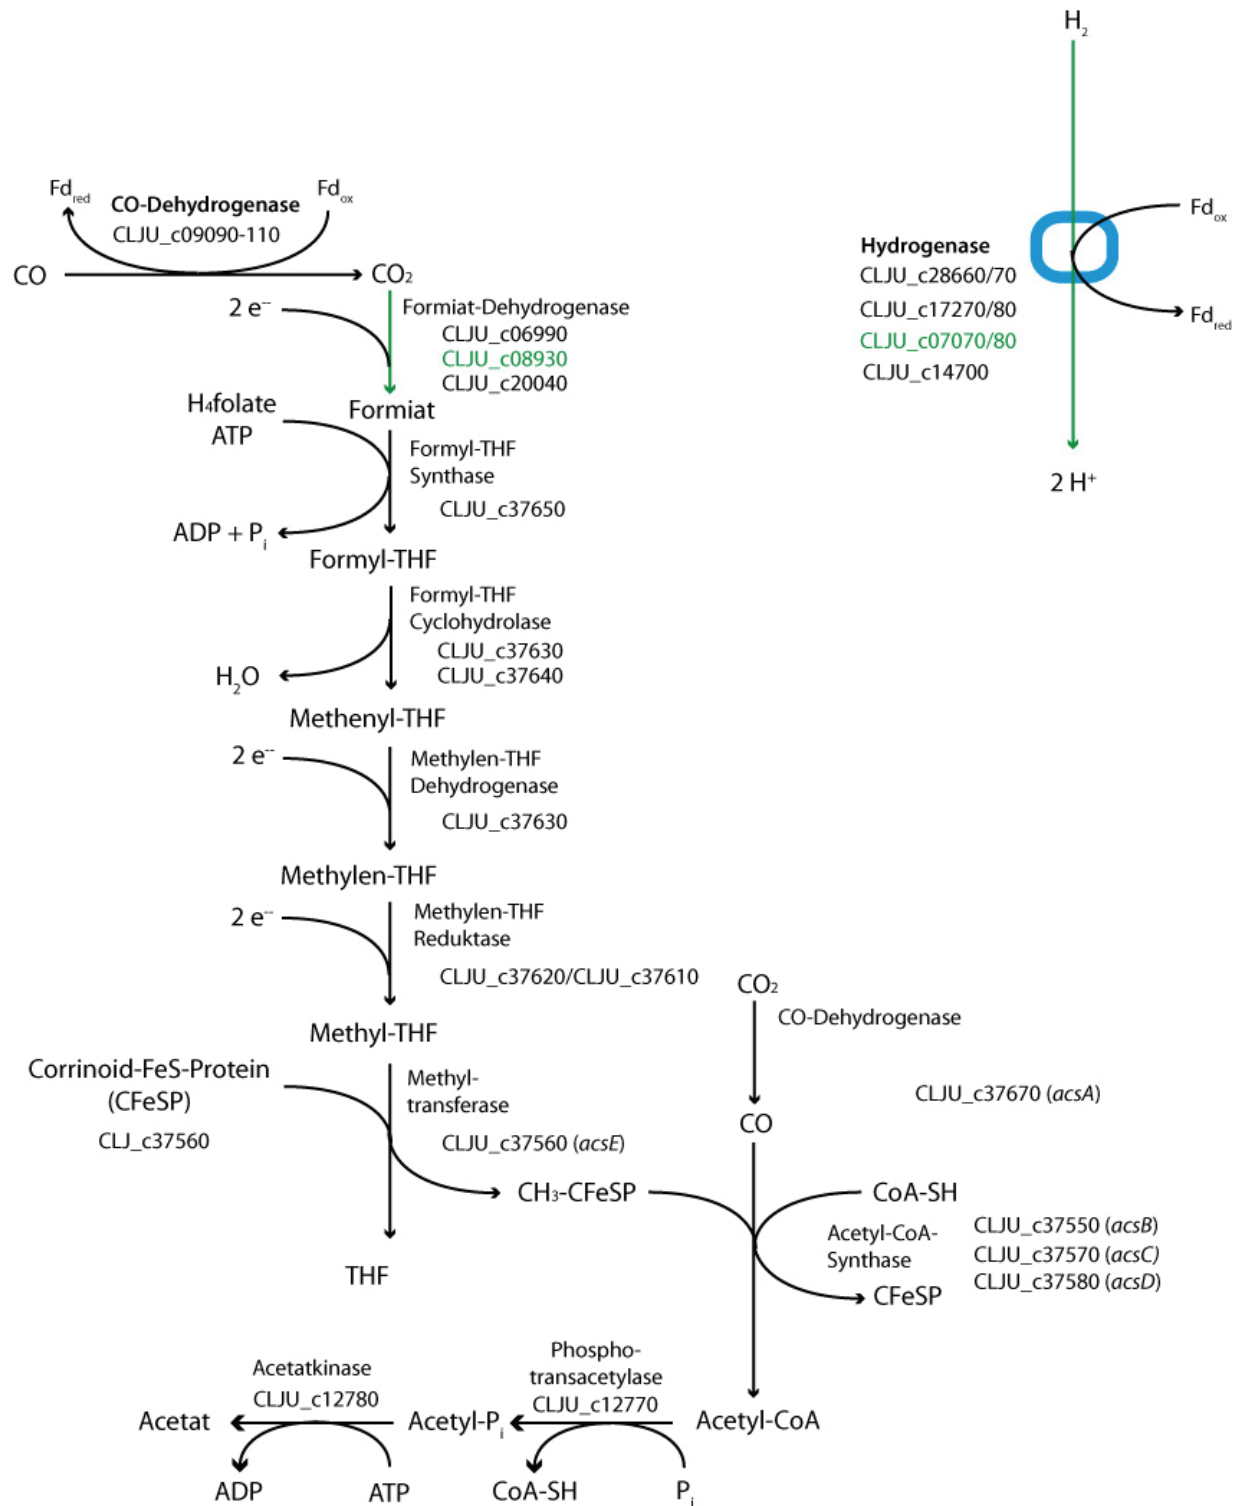 H₂
Fd_red
CO-Dehydrogenase
Fd_ox
CLJU_c09090-110
CO
CO₂
Fd_ox
Hydrogenase
CLJU_c28660/70
CLJU_c17270/80
CLJU_c07070/80
CLJU_c14700
Fd_red
2 H⁺
2 e⁻⁻
Formiat-Dehydrogenase
CLJU_c06990
CLJU_c08930
CLJU_c20040
H₄folate
ATP
Formiat
Formyl-THF
Synthase
CLJU_c37650
ADP + Pᵢ
Formyl-THF
Formyl-THF
Cyclohydrolase
CLJU_c37630
CLJU_c37640
H₂O
Methenyl-THF
2 e⁻⁻
Methylen-THF
Dehydrogenase
CLJU_c37630
Methylen-THF
2 e⁻⁻
Methylen-THF
Reduktase
CLJU_c37620/CLJU_c37610
Methyl-THF
CO₂
CO-Dehydrogenase
CLJU_c37670 (acsA)
CO
Corrinoid-FeS-Protein
(CFeSP)
CLJ_c37560
Methyl-
transferase
CLJU_c37560 (acsE)
CH₃-CFeSP
CoA-SH
Acetyl-CoA-
Synthase
CLJU_c37550 (acsB)
CLJU_c37570 (acsC)
CLJU_c37580 (acsD)
CFeSP
THF
Phospho-
transacetylase
CLJU_c12770
Acetatkinase
CLJU_c12780
Acetat
Acetyl-Pᵢ
Acetyl-CoA
ADP
ATP
CoA-SH
Pᵢ